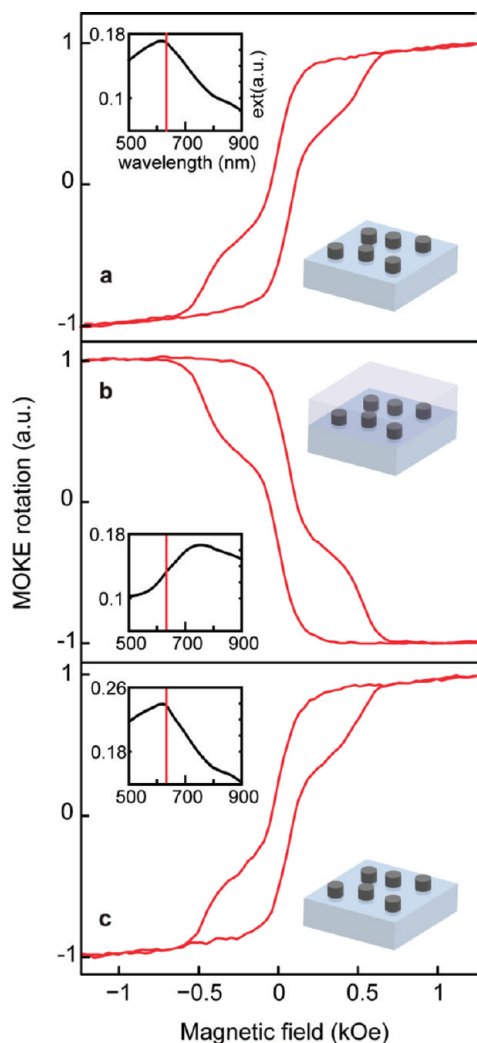 0.18
0.1
500 700 900
wavelength (nm)
ext(a.u.)
1
0
-1
a
b
1
0
-1
0.18
0.1
500 700 900
MOKE rotation (a.u.)
1
0
-1
0.26
0.18
500 700 900
c
-1 -0.5 0 0.5 1
Magnetic field (kOe)